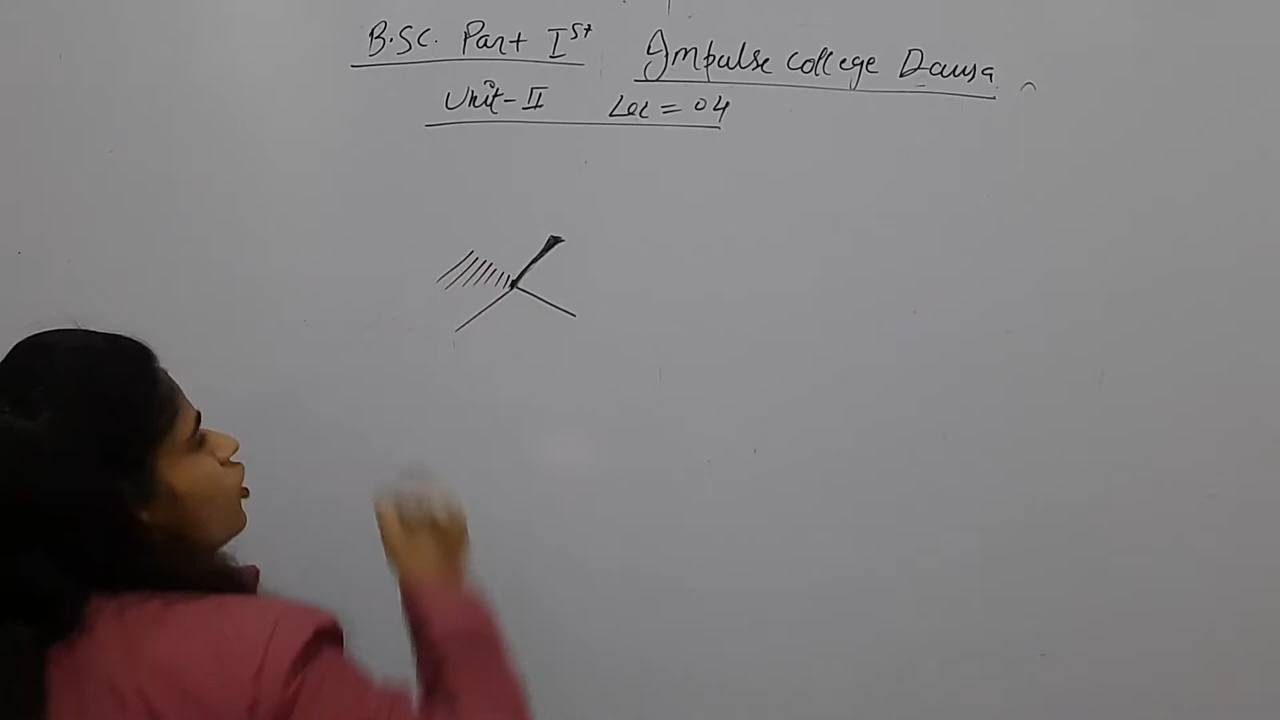 B.SC. Part Ist Impulse college Dausa
Unit-II Lec = 04